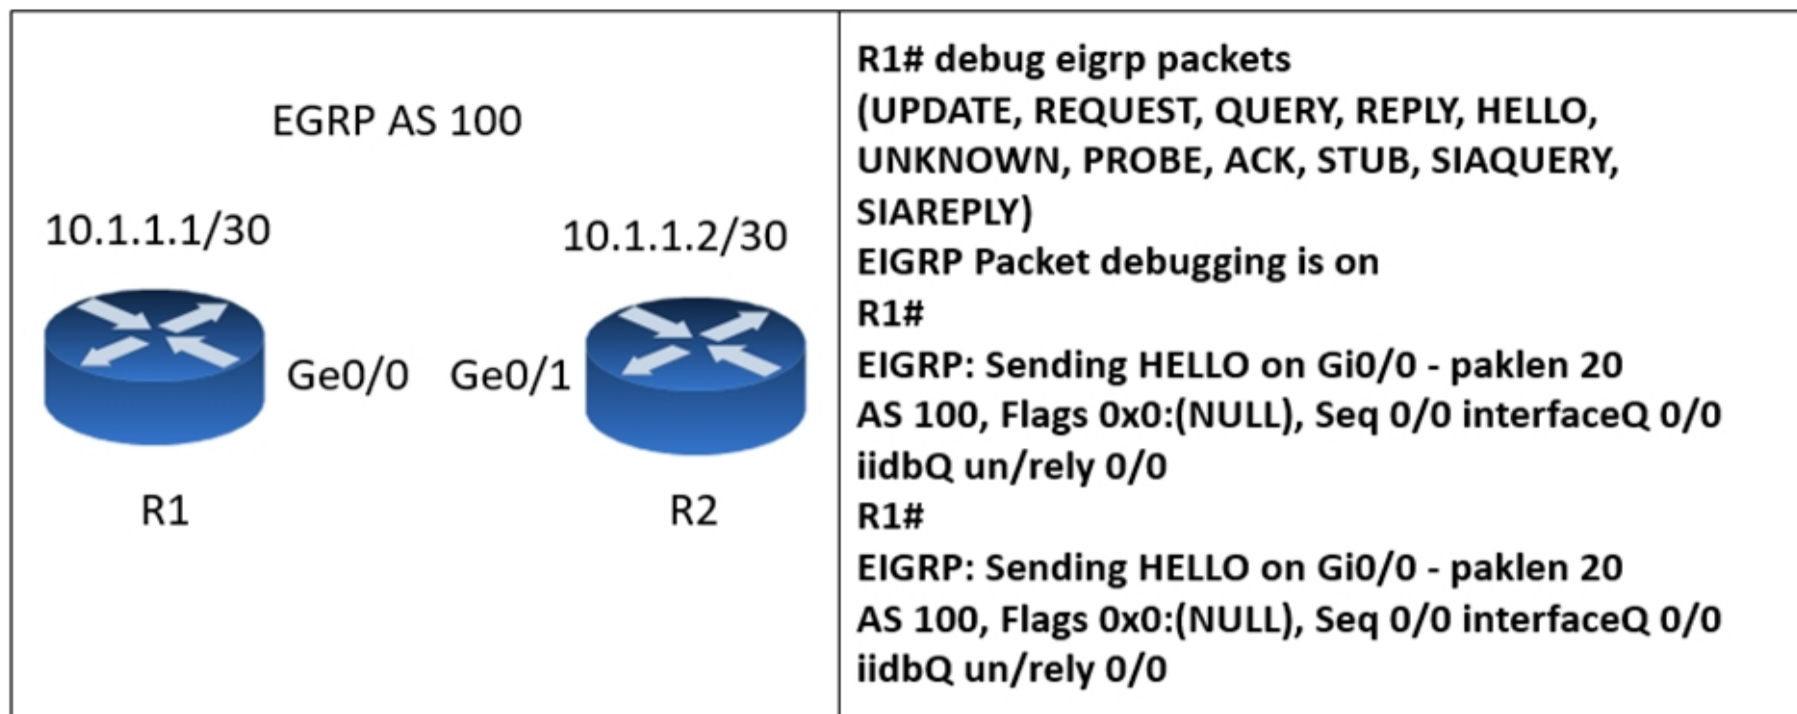 EGRP AS 100
10.1.1.1/30
10.1.1.2/30
Ge0/0
Ge0/1
R1
R2
R1# debug eigrp packets
(UPDATE, REQUEST, QUERY, REPLY, HELLO,
UNKNOWN, PROBE, ACK, STUB, SIAQUERY,
SIAREPLY)
EIGRP Packet debugging is on
R1#
EIGRP: Sending HELLO on Gi0/0 - paklen 20
AS 100, Flags 0x0:(NULL), Seq 0/0 interfaceQ 0/0
iidbQ un/rely 0/0
R1#
EIGRP: Sending HELLO on Gi0/0 - paklen 20
AS 100, Flags 0x0:(NULL), Seq 0/0 interfaceQ 0/0
iidbQ un/rely 0/0